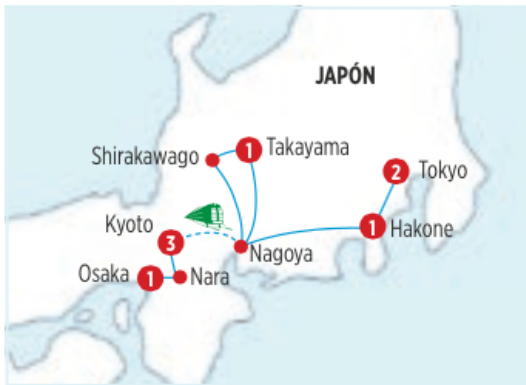 JAPÓN
Shirakawago
1
Takayama
2
Tokyo
Kyoto
3
1
Hakone
Nagoya
Osaka
1
Nara